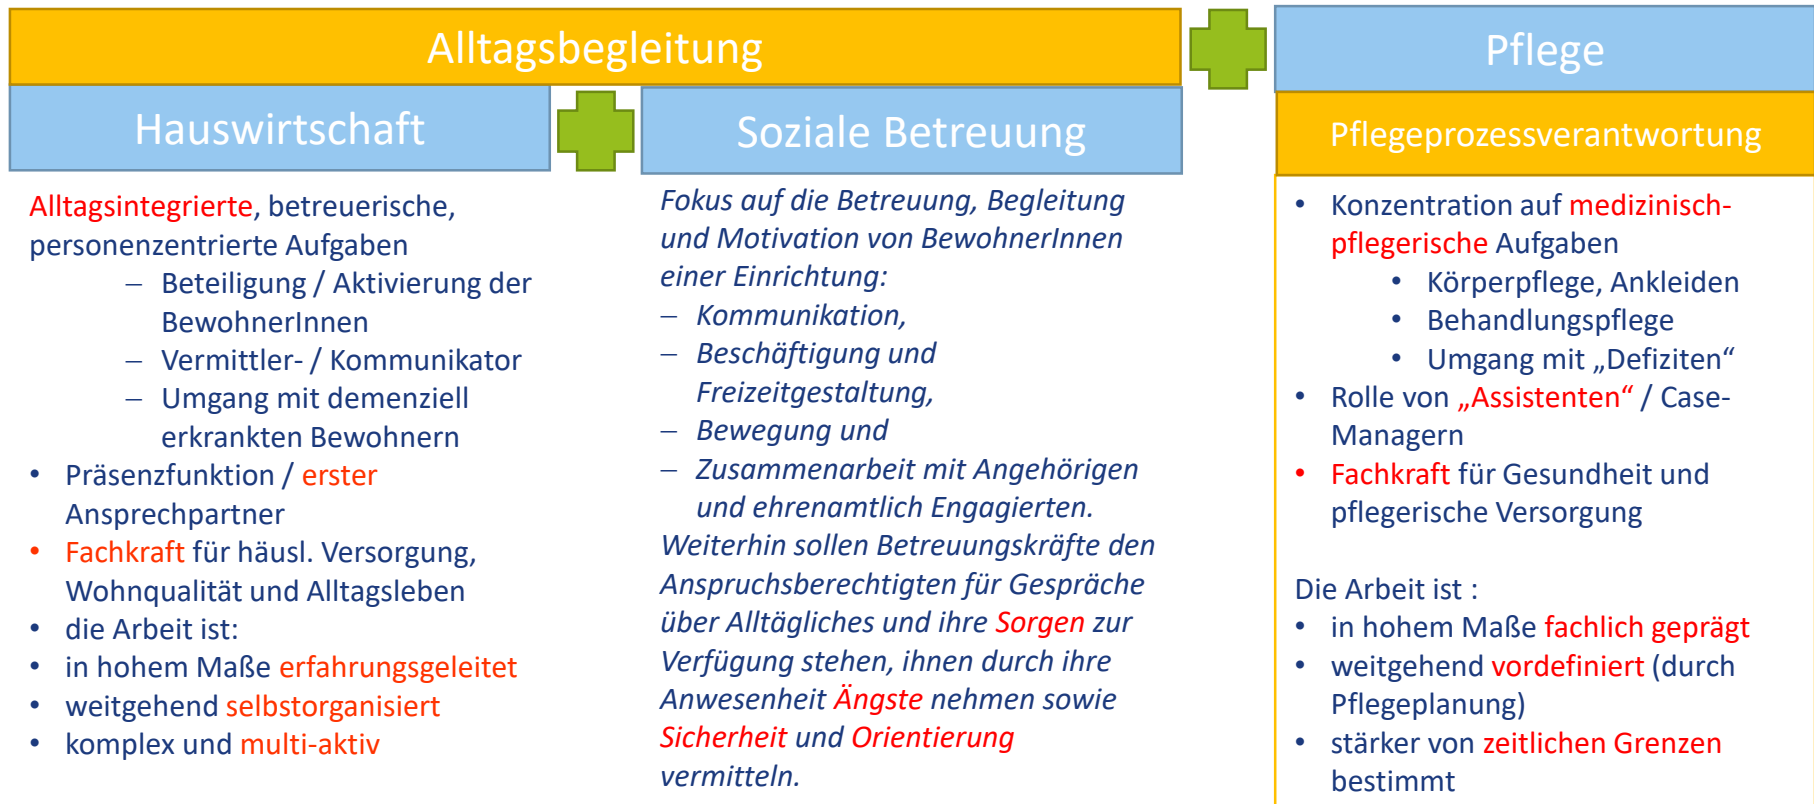 Alltagsbegleitung
Pflege
Hauswirtschaft
Soziale Betreuung
Pflegeprozessverantwortung
Alltagsintegrierte, betreuerische,
personenzentrierte Aufgaben
– Beteiligung / Aktivierung der
BewohnerInnen
– Vermittler- / Kommunikator
– Umgang mit demenziell
erkrankten Bewohnern
• Präsenzfunktion / erster
Ansprechpartner
• Fachkraft für häusl. Versorgung,
Wohnqualität und Alltagsleben
• die Arbeit ist:
• in hohem Maße erfahrungsgeleitet
• weitgehend selbstorganisiert
• komplex und multi-aktiv
Fokus auf die Betreuung, Begleitung
und Motivation von BewohnerInnen
einer Einrichtung:
– Kommunikation,
– Beschäftigung und
Freizeitgestaltung,
– Bewegung und
– Zusammenarbeit mit Angehörigen
und ehrenamtlich Engagierten.
Weiterhin sollen Betreuungskräfte den
Anspruchsberechtigten für Gespräche
über Alltägliches und ihre Sorgen zur
Verfügung stehen, ihnen durch ihre
Anwesenheit Ängste nehmen sowie
Sicherheit und Orientierung
vermitteln.
• Konzentration auf medizinisch-
pflegerische Aufgaben
• Körperpflege, Ankleiden
• Behandlungspflege
• Umgang mit „Defiziten“
• Rolle von „Assistenten“ / Case-
Managern
• Fachkraft für Gesundheit und
pflegerische Versorgung
Die Arbeit ist :
• in hohem Maße fachlich geprägt
• weitgehend vordefiniert (durch
Pflegeplanung)
• stärker von zeitlichen Grenzen
bestimmt